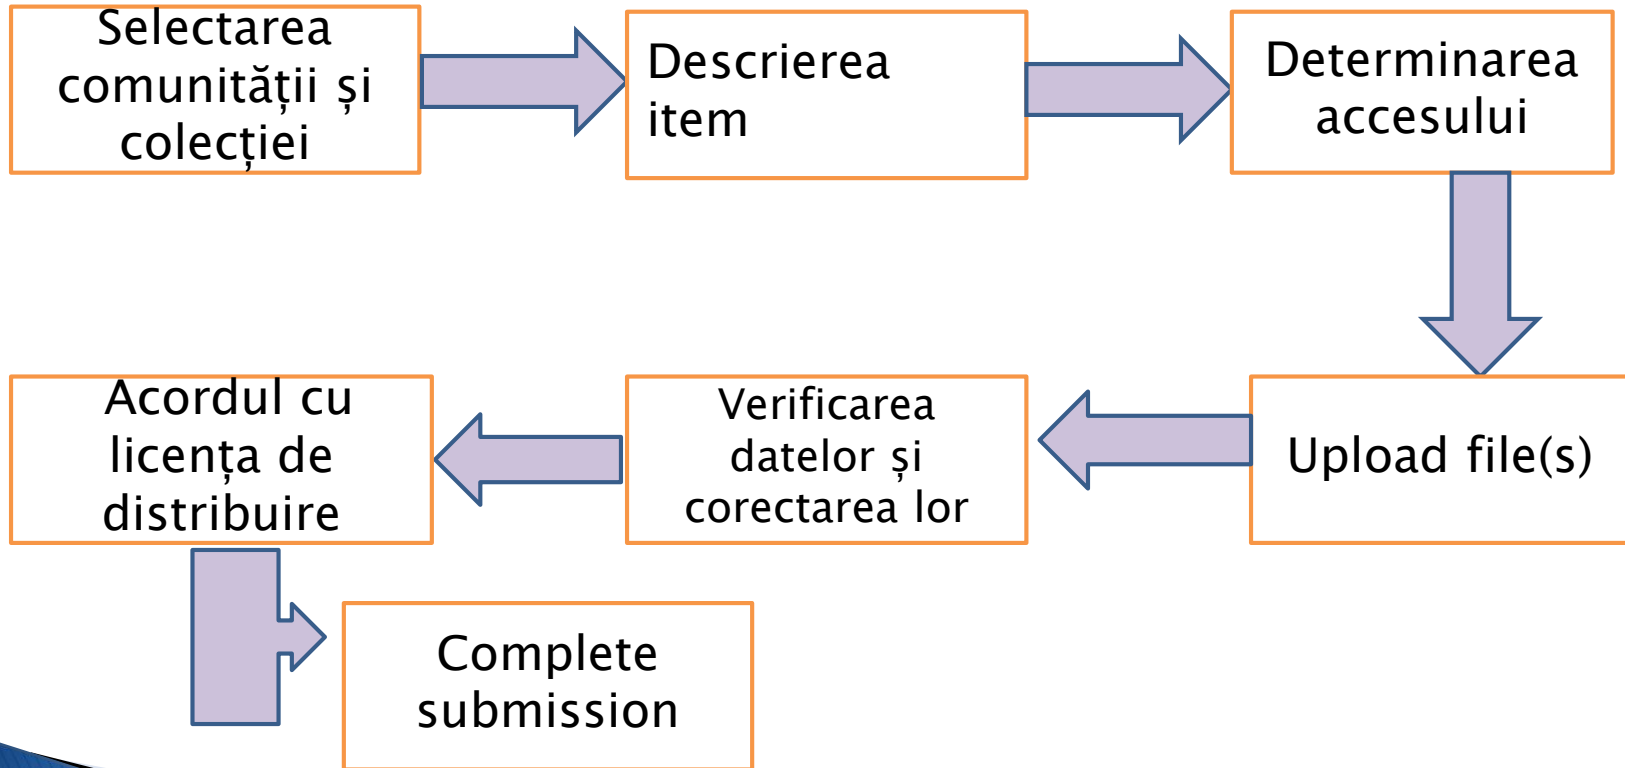 Selectarea
comunității și
colecției
Descrierea
item
Determinarea
accesului
Upload file(s)
Verificarea
datelor și
corectarea lor
Acordul cu
licența de
distribuire
Complete
submission